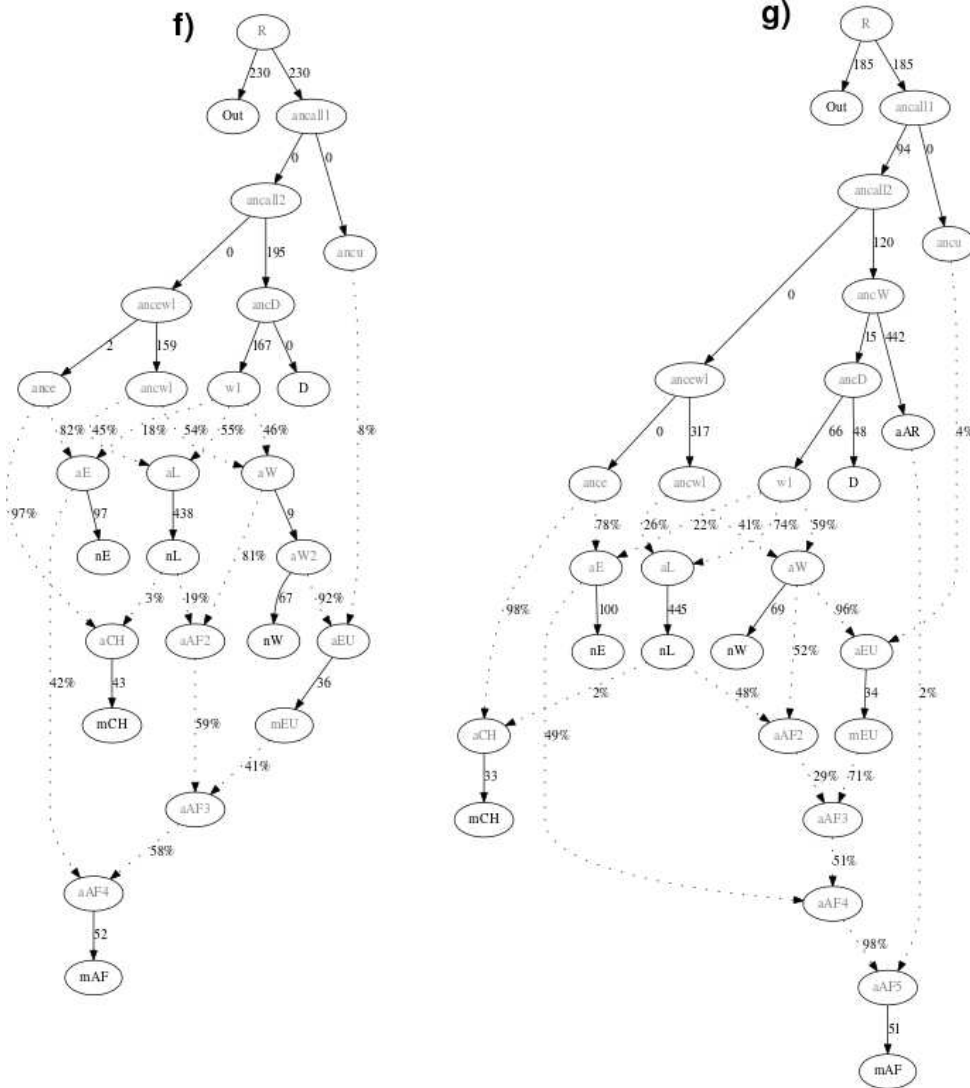 f)
R
230 230
Out ancall1
0 0
ancall2
ancu
0 195
ancewl ancD
2 159 167 0
ance ancwl wl D
82% 45% 18% 54% 55% 46% 8%
aE aL aW
97% 97 438 9
nE nL 81% aW2
3% 19% 67 92%
aCH aAF2 nW aEU
42% 43 36
mCH 59% mEU
41%
aAF3
58%
aAF4
52
mAF
g)
R
185 185
Out ancall1
94 0
ancall2
120 ancu
0 ancW
15 442
ancewl ancD
0 317 66 48 aAR 4%
ance ancwl wl D
78% 26% 22% 41% 74% 59%
aE aL aW
98% 100 445 69 96%
nE nL nW 52% aEU
2% 48% 34 2%
aCH 49% aAF2 mEU
33 29% 71%
mCH aAF3
51%
aAF4
98%
aAF5
51
mAF